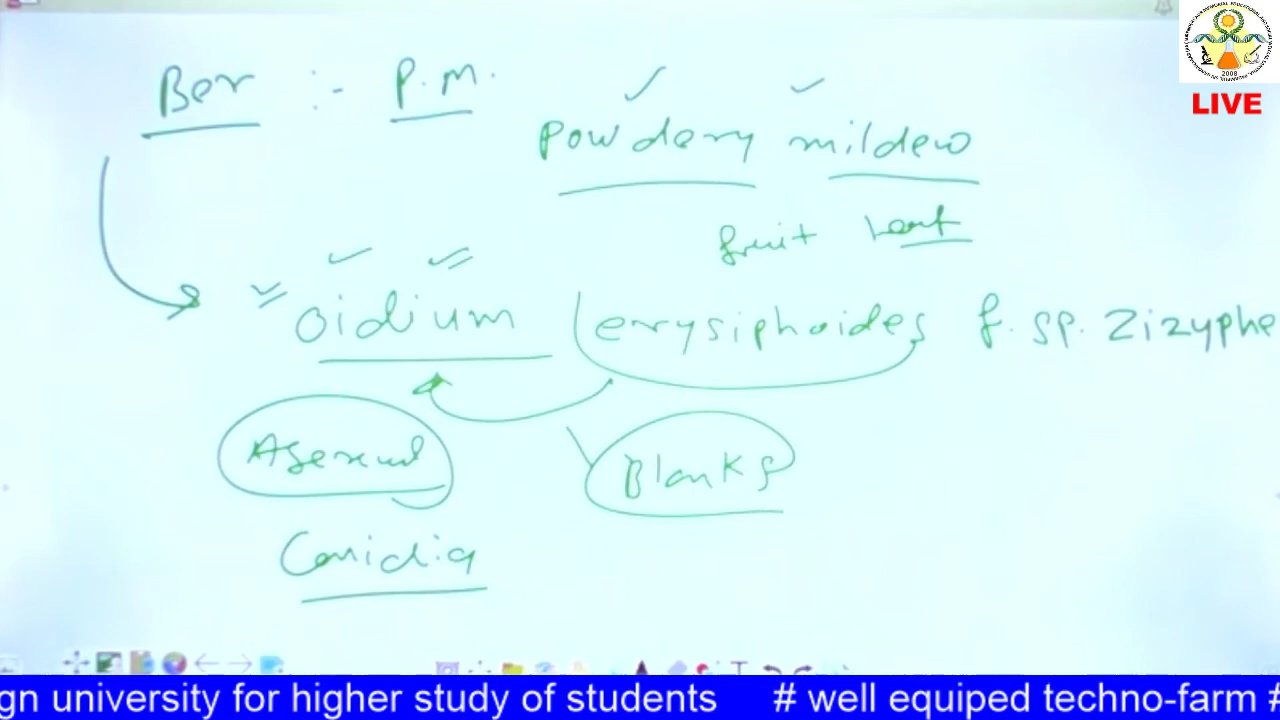 Ber :- P.M.
Powdery mildew
fruit
oidium erysiphoides f. sp. Zizyphe
Asexual
Blanks
Conidia
2008
LIVE
gn university for higher study of students # well equiped techno-farm #